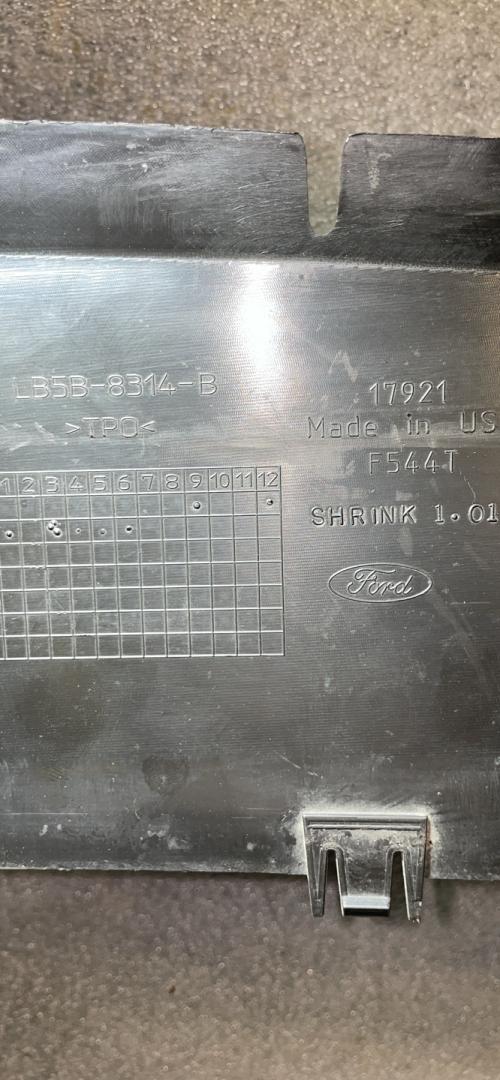 LB5B-8314-B
>TPO<
1 2 3 4 5 6 7 8 9 10 11 12
17921
Made in US
F544T
SHRINK 1.01
Ford